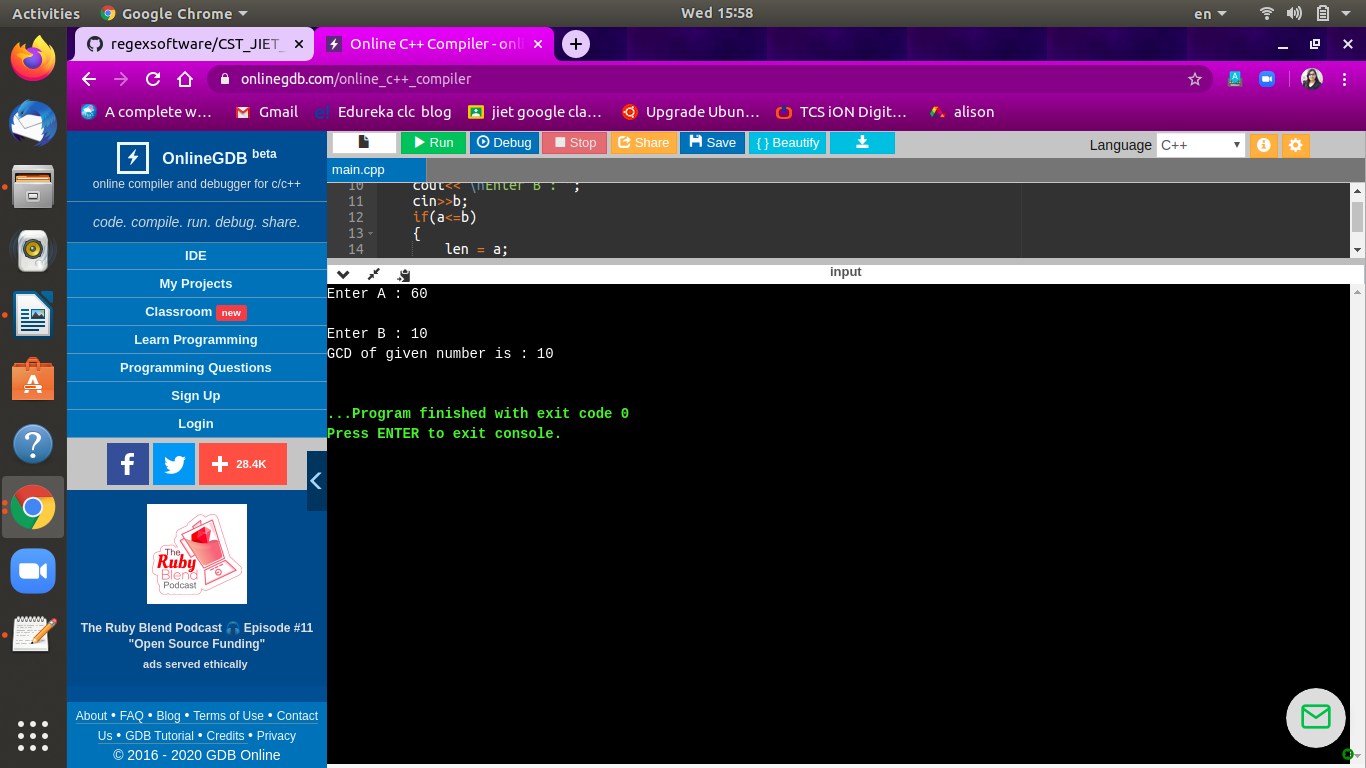 Activities Google Chrome Wed 15:58 en
regexsoftware/CST_JIET_ Online C++ Compiler - onl
onlinegdb.com/online_c++_compiler
A complete w… Gmail e! Edureka clc blog jiet google cla… Upgrade Ubun… TCS iON Digit… alison
OnlineGDB beta
online compiler and debugger for c/c++
code. compile. run. debug. share.
IDE
My Projects
Classroom new
Learn Programming
Programming Questions
Sign Up
Login
28.4K
The
Ruby
Blend
Podcast
The Ruby Blend Podcast 🎧 Episode #11
"Open Source Funding"
ads served ethically
About • FAQ • Blog • Terms of Use • Contact
Us • GDB Tutorial • Credits • Privacy
© 2016 - 2020 GDB Online
Run Debug Stop Share Save { } Beautify Language C++
main.cpp
10 cout<<"\nEnter B : ";
11 cin>>b;
12 if(a<=b)
13 {
14 len = a;
input
Enter A : 60
Enter B : 10
GCD of given number is : 10
...Program finished with exit code 0
Press ENTER to exit console.